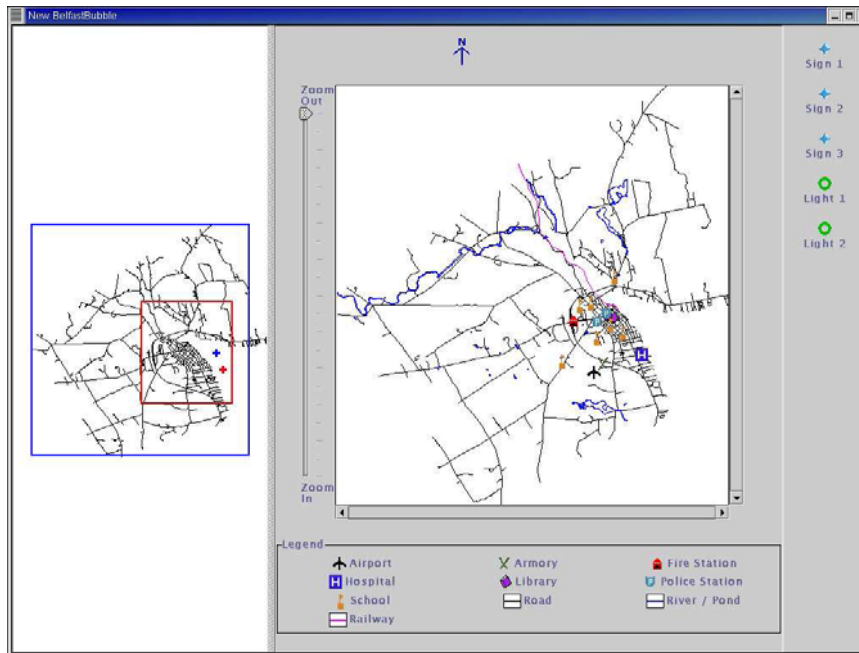 New BelfastBubble
N
Zoom
Out
Zoom
In
Sign 1
Sign 2
Sign 3
Light 1
Light 2
Legend
Airport Armory Fire Station
H Hospital Library Police Station
School Road River / Pond
Railway
H